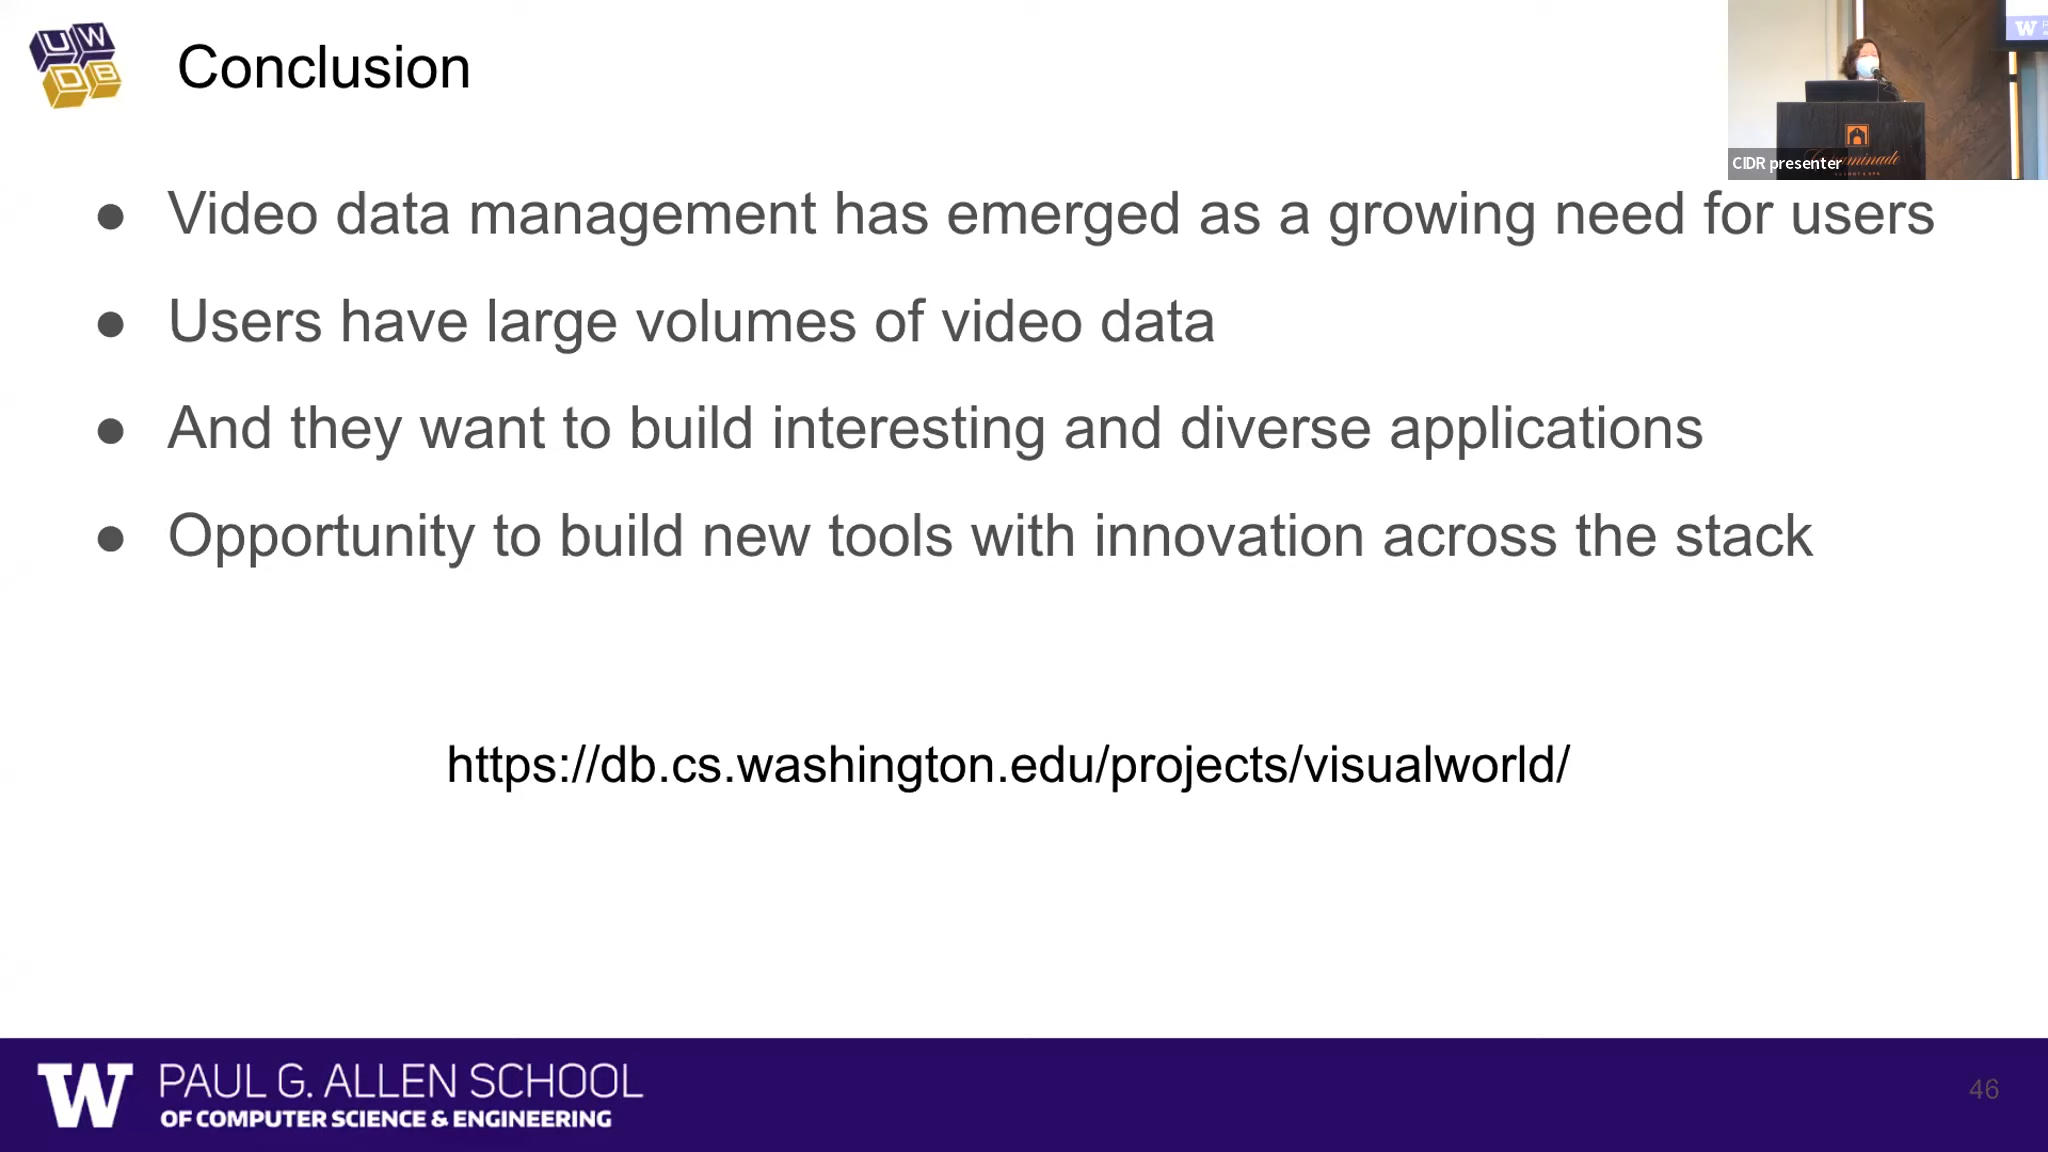 UW
DB
Conclusion
W
CIDR presenter
● Video data management has emerged as a growing need for users
● Users have large volumes of video data
● And they want to build interesting and diverse applications
● Opportunity to build new tools with innovation across the stack
https://db.cs.washington.edu/projects/visualworld/
W PAUL G. ALLEN SCHOOL
OF COMPUTER SCIENCE & ENGINEERING
46